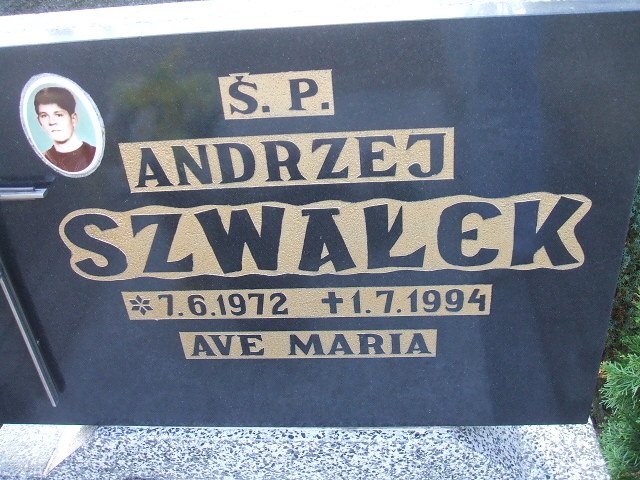 Ś. P.
ANDRZEJ
SZWAŁEK
*7.6.1972 ✝1.7.1994
AVE MARIA